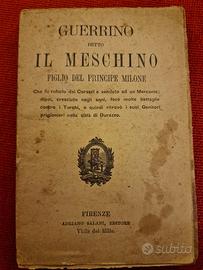 GUERRINO
DETTO
IL MESCHINO
FIGLIO DEL PRINCIPE MILONE
Che fu rubato dai Corsari e venduto ad un Mercante;
dipoi, cresciuto negli anni, fece molte battaglie
contro i Turchi, e quindi ritrovò i suoi Genitori
prigionieri nella città di Durazzo.
FIRENZE
ADRIANO SALANI, EDITORE
Viale dei Mille.
subito